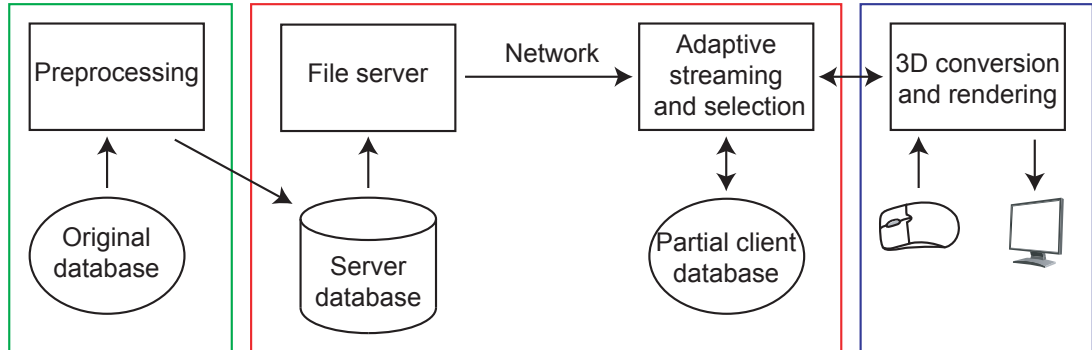 Preprocessing
Original
database
File server
Server
database
Network
Adaptive
streaming
and selection
Partial client
database
3D conversion
and rendering